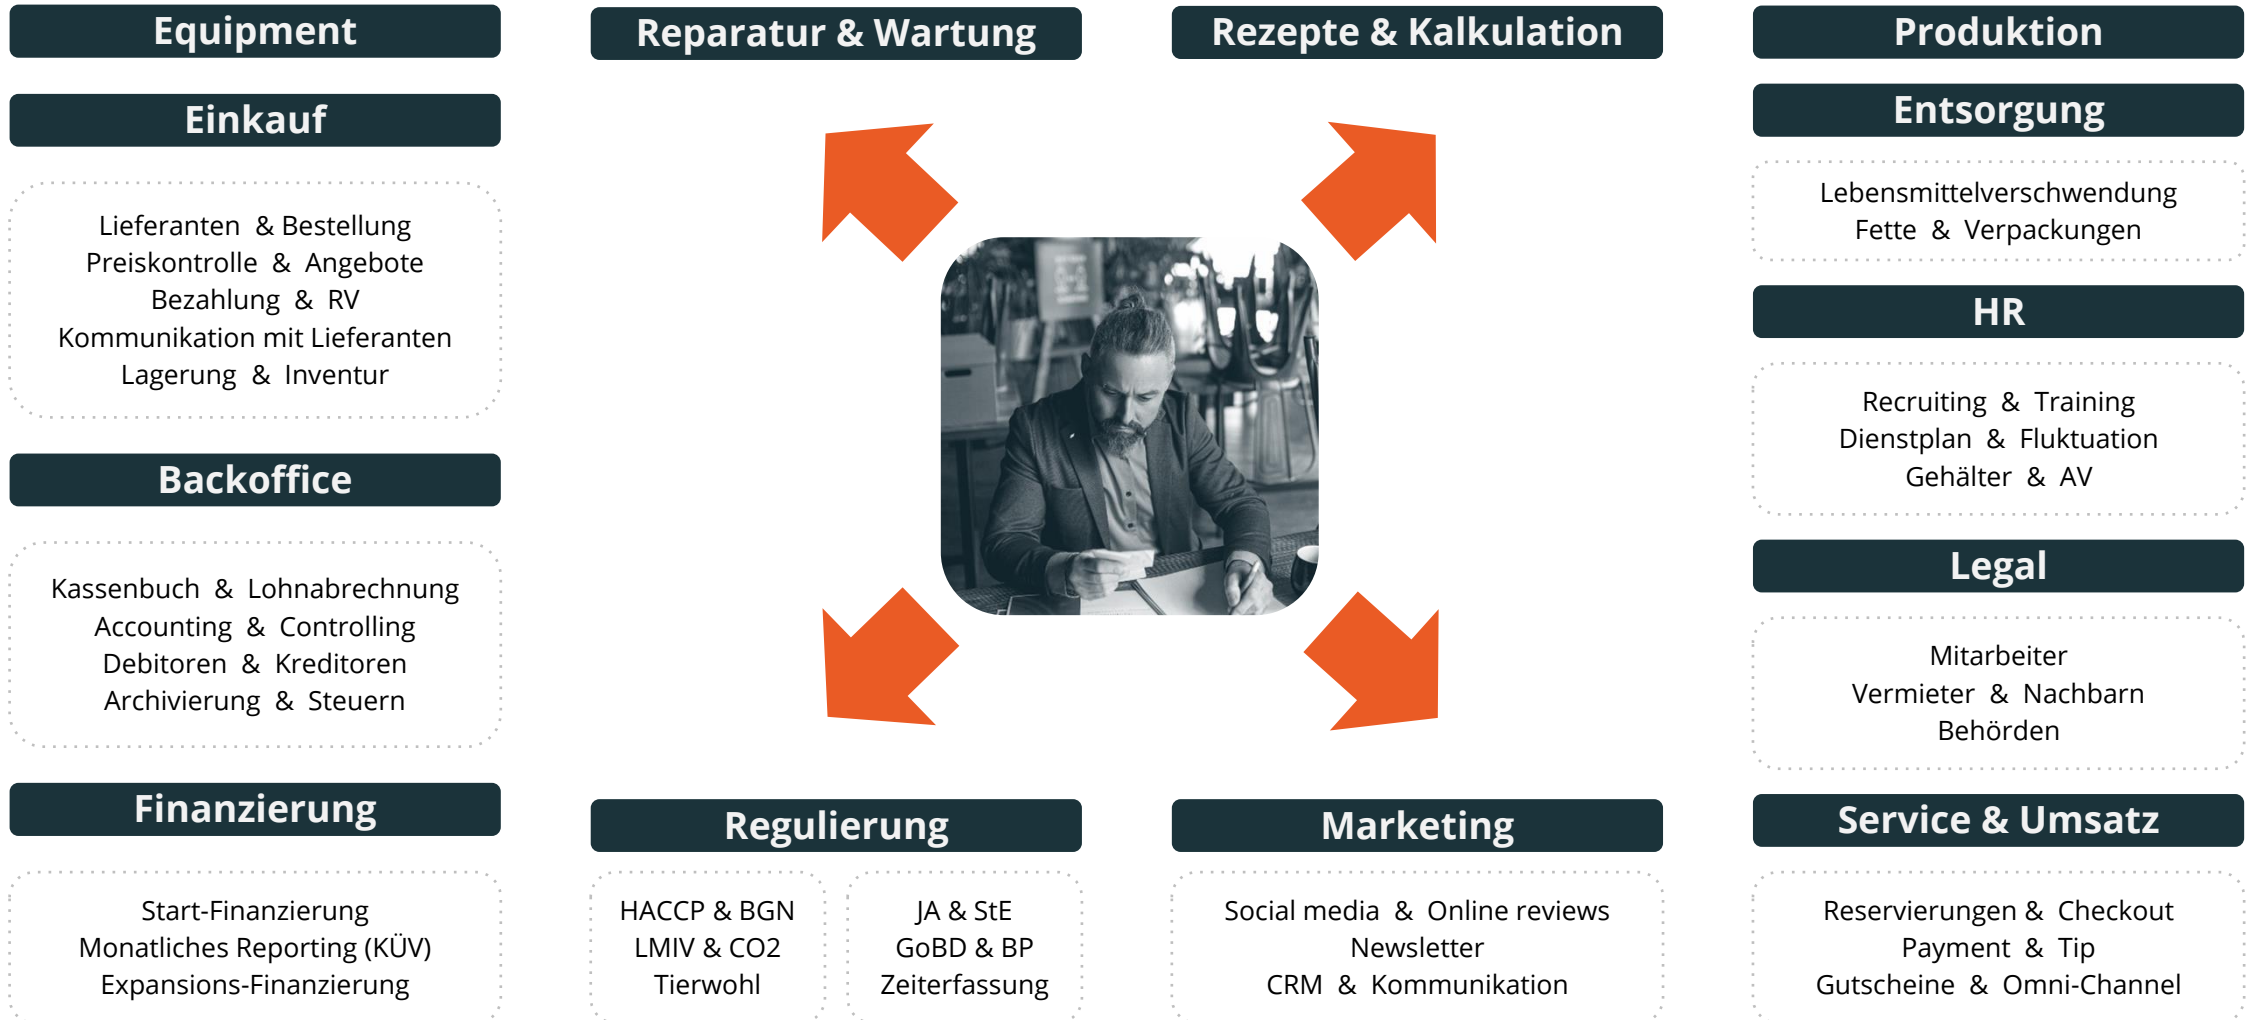 Equipment
Einkauf
Lieferanten & Bestellung
Preiskontrolle & Angebote
Bezahlung & RV
Kommunikation mit Lieferanten
Lagerung & Inventur
Backoffice
Kassenbuch & Lohnabrechnung
Accounting & Controlling
Debitoren & Kreditoren
Archivierung & Steuern
Finanzierung
Start-Finanzierung
Monatliches Reporting (KÜV)
Expansions-Finanzierung
Reparatur & Wartung
Rezepte & Kalkulation
Regulierung
HACCP & BGN
LMIV & CO2
Tierwohl
JA & StE
GoBD & BP
Zeiterfassung
Marketing
Social media & Online reviews
Newsletter
CRM & Kommunikation
Produktion
Entsorgung
Lebensmittelverschwendung
Fette & Verpackungen
HR
Recruiting & Training
Dienstplan & Fluktuation
Gehälter & AV
Legal
Mitarbeiter
Vermieter & Nachbarn
Behörden
Service & Umsatz
Reservierungen & Checkout
Payment & Tip
Gutscheine & Omni-Channel